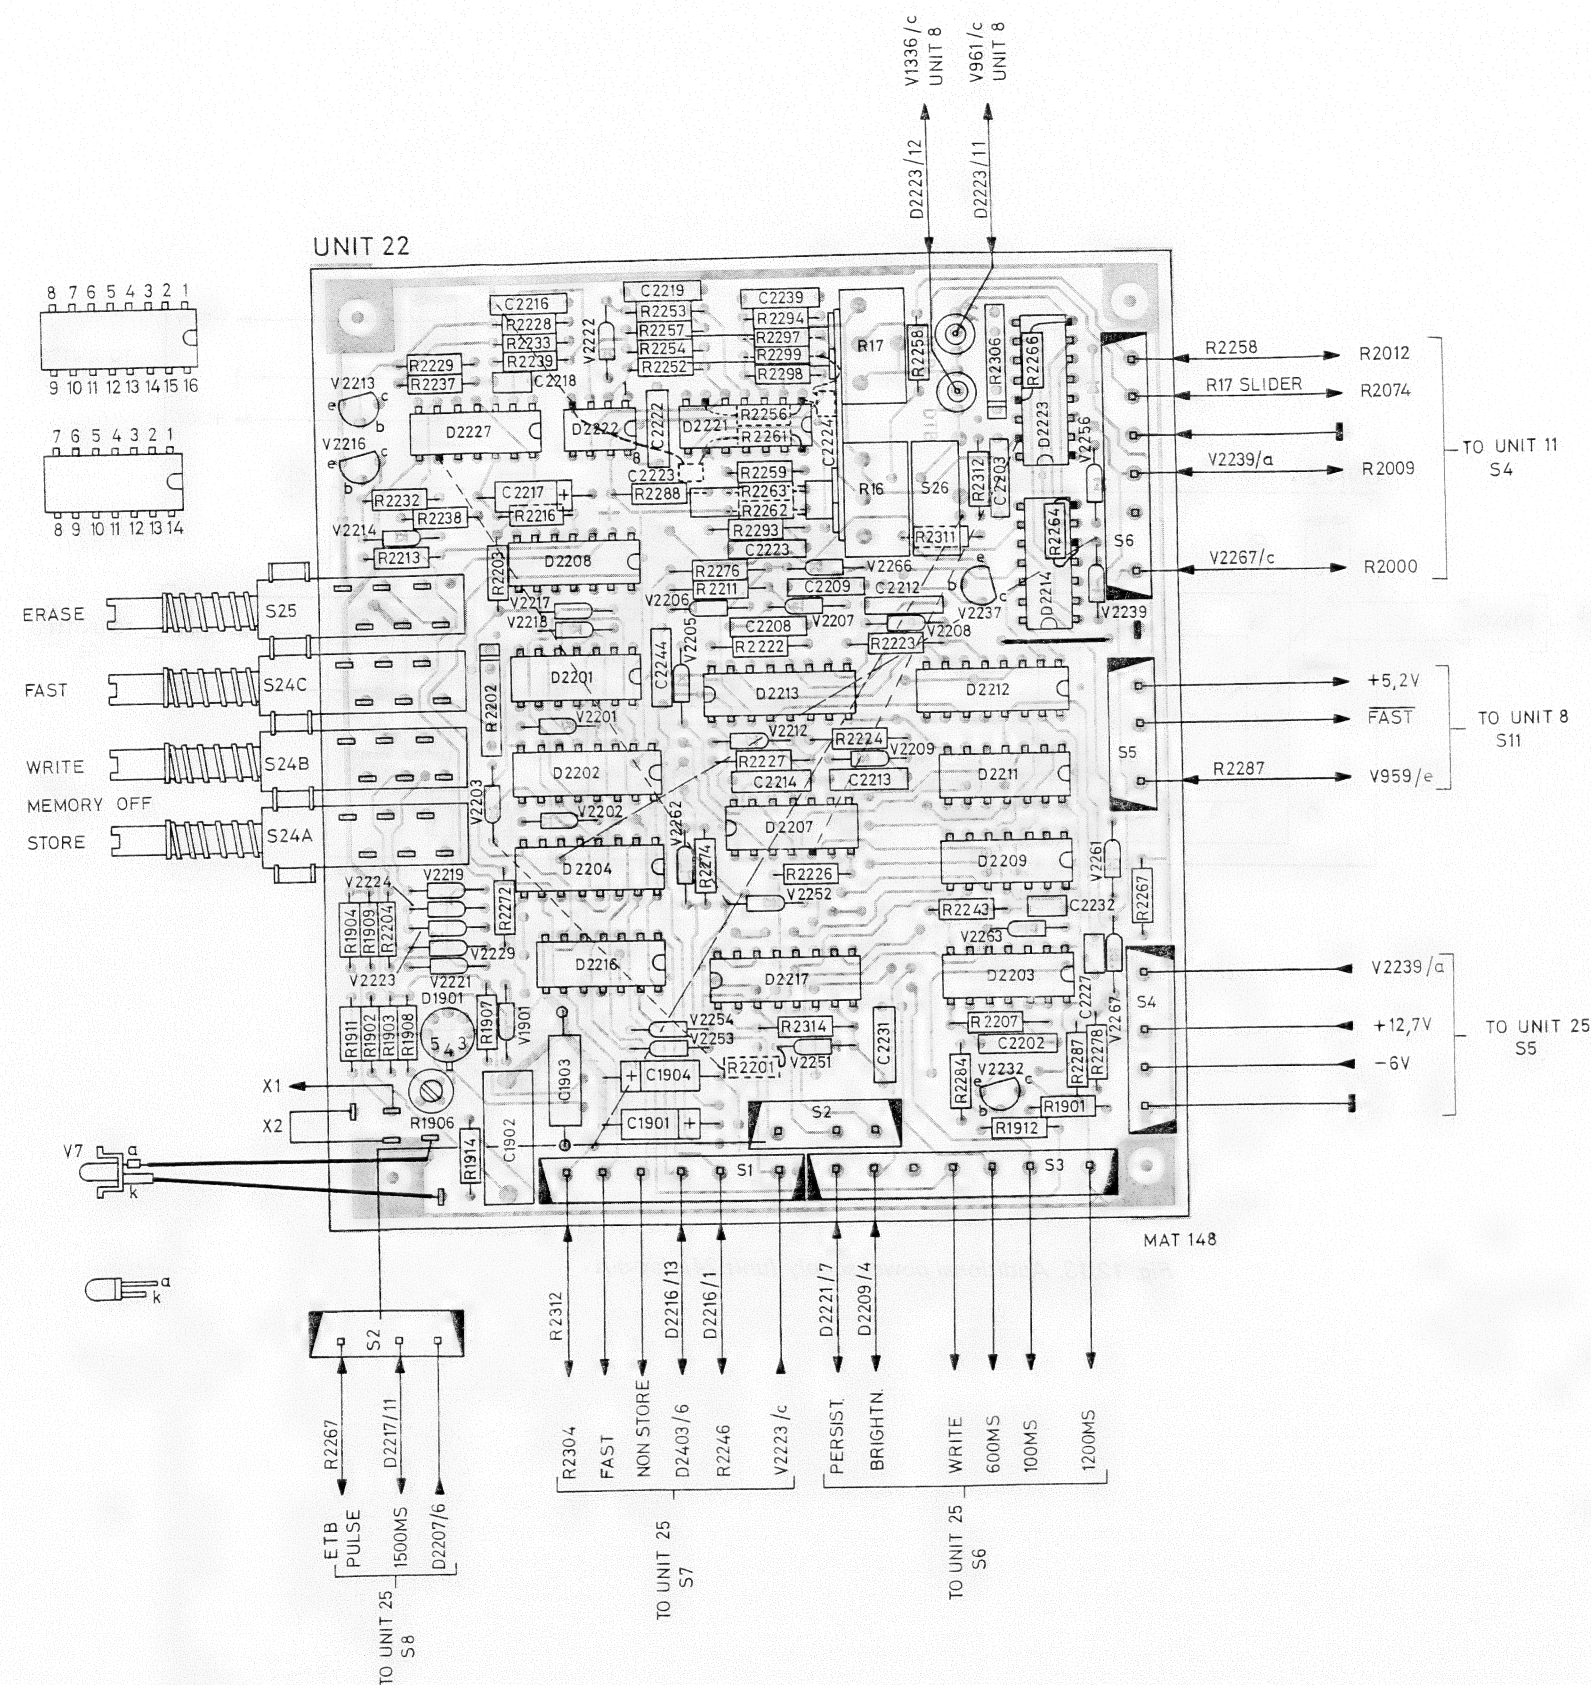 V1336/c
UNIT 8
V961/c
UNIT 8
D2223/12
D2223/11
UNIT 22
8 7 6 5 4 3 2 1
9 10 11 12 13 14 15 16
7 6 5 4 3 2 1
8 9 10 11 12 13 14
C2216
R2228
R2233
R2239
C2218
V2222
C2219
R2253
R2257
R2254
R2252
C2239
R2294
R2297
R2299
R2298
R17
R2258
R2306
R2266
D2223
R2229
R2237
V2213
e
c
b
V2216
e
c
b
D2227
D2222
1
8
C2222
C2223
D2221
R2256
R2261
C2224
R2259
R2263
R2262
R2293
C2223
R2288
R16
S26
R2312
C2203
V2256
R2264
D2214
S6
R2311
R2232
R2238
V2214
R2213
C2217 +
R2216
R2203
D2208
R2276
R2211
V2206
V2266
C2209
C2212
V2207
V2208
V2237
e
b
c
V2239
C2208
R2222
R2223
V2217
V2218
C2244
V2205
ERASE
S25
FAST
S24C
WRITE
S24B
MEMORY OFF
STORE
S24A
R2202
D2201
V2201
D2213
D2212
V2212
R2224
R2227
V2209
C2214
C2213
D2211
S5
D2202
V2203
V2202
V2262
D2207
D2204
R2274
R2226
V2252
D2209
V2261
R2267
R2243
C2232
V2263
V2224
V2219
R2272
R1904
R1909
R2204
V2229
V2223
V2221
D2216
D2217
D2203
C2227
V2267
S4
D1901
5 4 3
R1911
R1902
R1903
R1908
R1907
V1901
V2254
V2253
R2314
V2251
R2201
C2231
R2207
C2202
R2287
R2278
R2284
V2232
e
c
b
R1901
R1912
X1
X2
R1906
C1903
+ C1904
C1901 +
C1902
R1914
S2
S1
S3
V7
a
k
a
k
MAT 148
R2258
R2012
R17 SLIDER
R2074
V2239/a
R2009
V2267/c
R2000
TO UNIT 11
S4
+5,2V
FAST
R2287
V959/e
TO UNIT 8
S11
V2239/a
+12,7V
-6V
TO UNIT 25
S5
S2
R2267
D2217/11
ETB
PULSE
1500MS
D2207/6
TO UNIT 25
S8
R2312
D2216/13
D2216/1
R2304
FAST
NON STORE
D2403/6
R2246
V2223/c
TO UNIT 25
S7
D2221/7
D2209/4
PERSIST.
BRIGHTN.
WRITE
600MS
100MS
1200MS
TO UNIT 25
S6